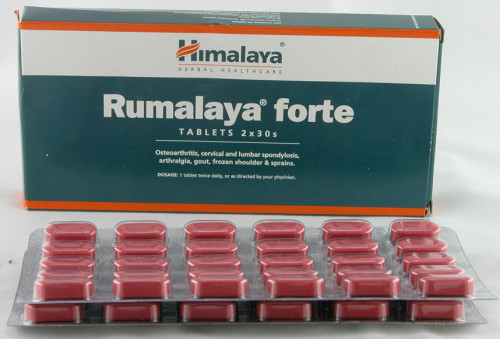 Himalaya®
HERBAL HEALTHCARE
Rumalaya® forte
TABLETS 2x30s
Osteoarthritis, cervical and lumbar spondylosis,
arthralgia, gout, frozen shoulder & sprains.
DOSAGE: 1 tablet twice daily, or as directed by your physician.